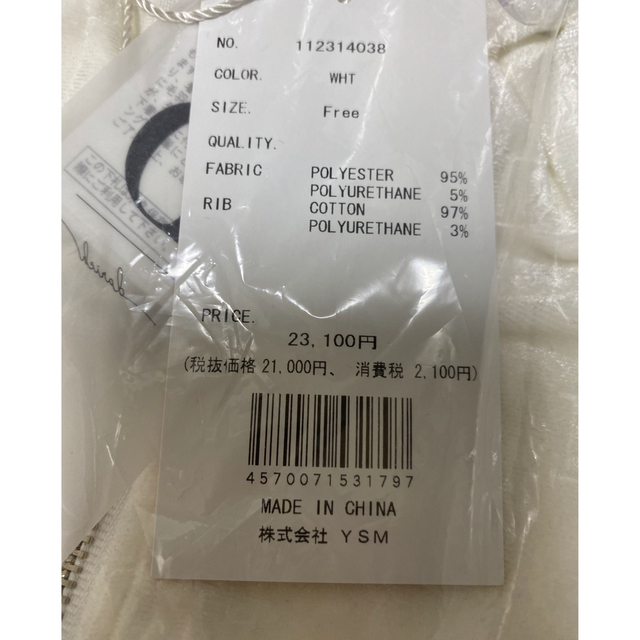 NO. 112314038
COLOR. WHT
SIZE. Free
QUALITY.
FABRIC POLYESTER 95%
POLYURETHANE 5%
RIB COTTON 97%
POLYURETHANE 3%
PRICE.
23,100円
(税抜価格 21,000円、 消費税 2,100円)
4570071531797
MADE IN CHINA
株式会社 YSM
darich